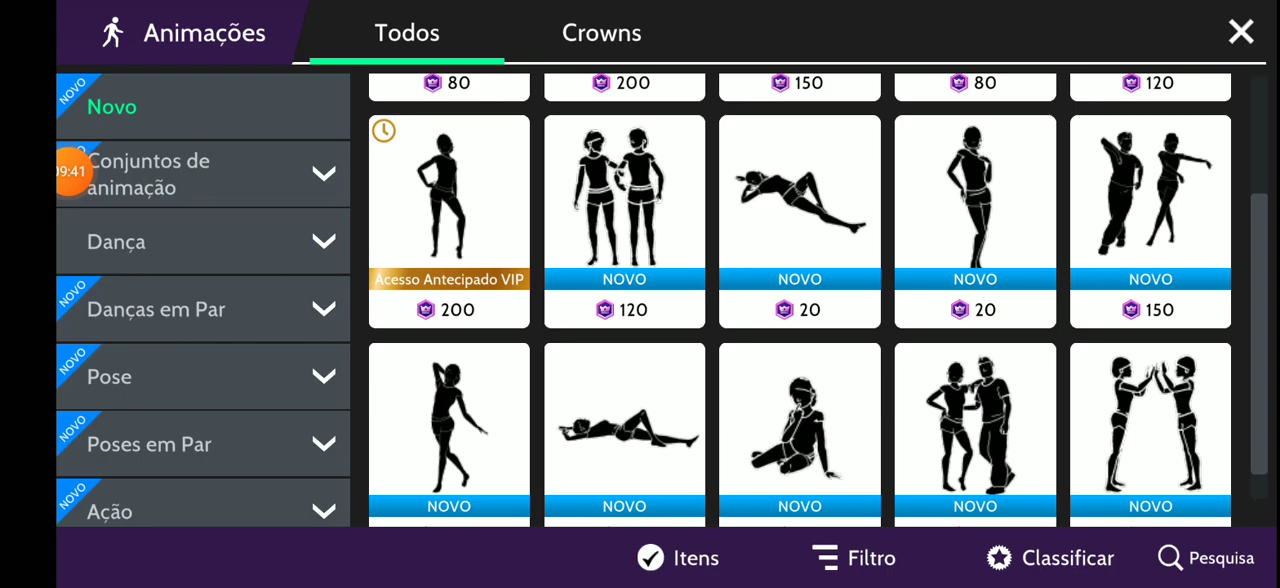 Animações
Todos
Crowns
NOVO
Novo
09:41
Conjuntos de
animação
Dança
NOVO
Danças em Par
NOVO
Pose
NOVO
Poses em Par
NOVO
Ação
80
200
150
80
120
Acesso Antecipado VIP
NOVO
NOVO
NOVO
NOVO
200
120
20
20
150
NOVO
NOVO
NOVO
NOVO
NOVO
Itens
Filtro
Classificar
Pesquisa